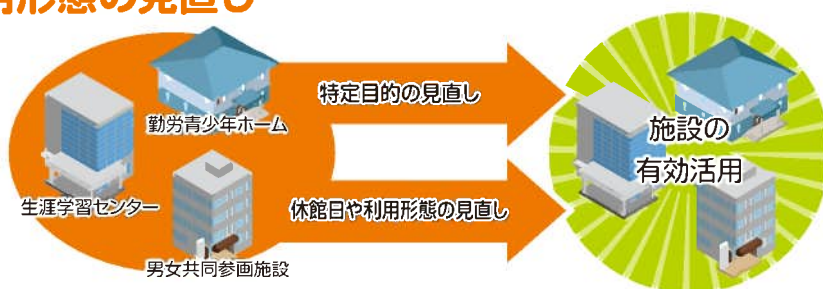 用形態の見直し
勤労青少年ホーム
生涯学習センター
男女共同参画施設
特定目的の見直し
休館日や利用形態の見直し
施設の
有効活用